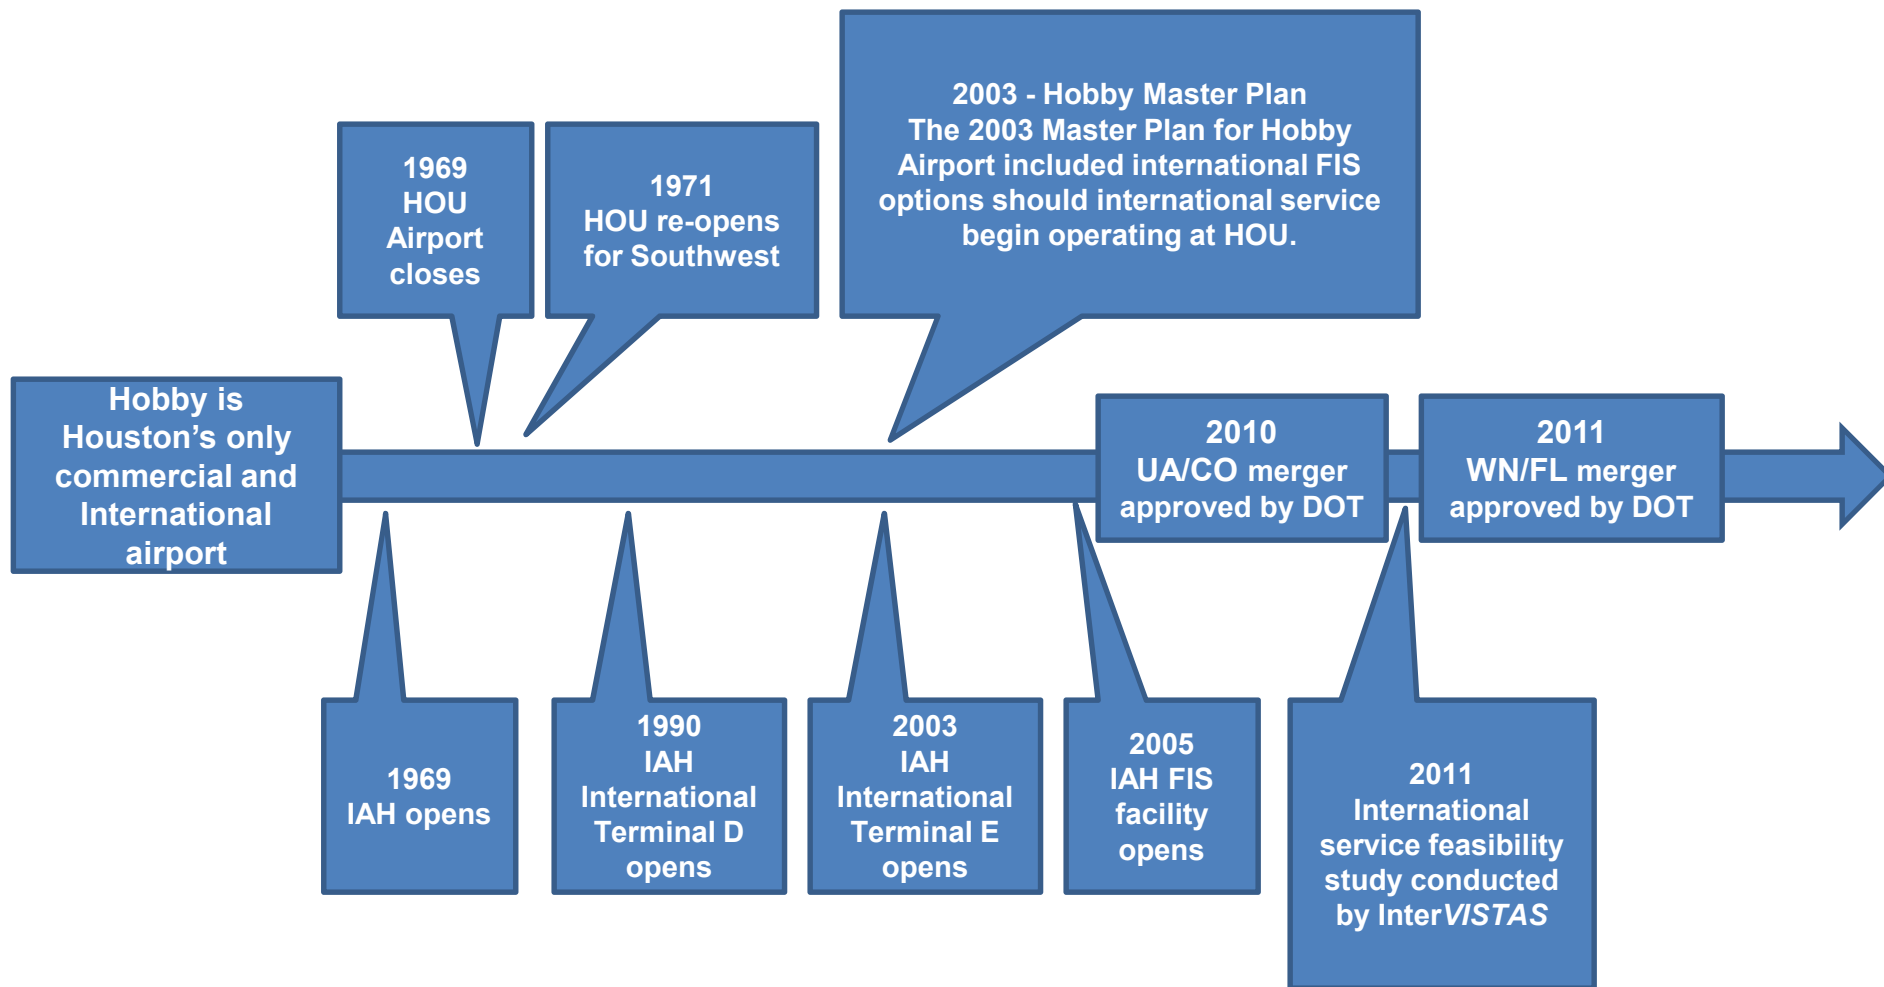 2003 - Hobby Master Plan
The 2003 Master Plan for Hobby
Airport included international FIS
options should international service
begin operating at HOU.
1969
HOU
Airport
closes
1971
HOU re-opens
for Southwest
Hobby is
Houston’s only
commercial and
International
airport
2010
UA/CO merger
approved by DOT
2011
WN/FL merger
approved by DOT
1969
IAH opens
1990
IAH
International
Terminal D
opens
2003
IAH
International
Terminal E
opens
2005
IAH FIS
facility
opens
2011
International
service feasibility
study conducted
by InterVISTAS